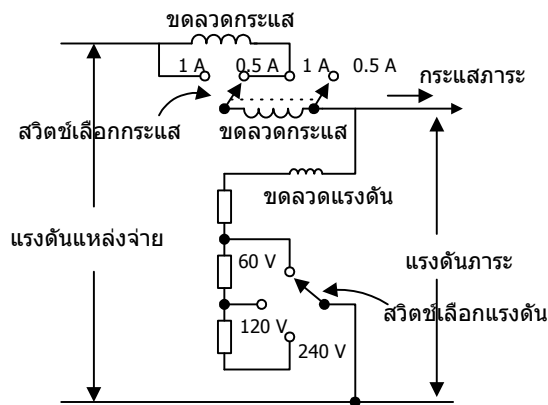 ขดลวดกระแส
1 A 0.5 A 1 A 0.5 A
กระแสภาระ
สวิตช์เลือกกระแส
ขดลวดกระแส
ขดลวดแรงดัน
แรงดันแหล่งจ่าย
60 V
แรงดันภาระ
สวิตช์เลือกแรงดัน
120 V
240 V